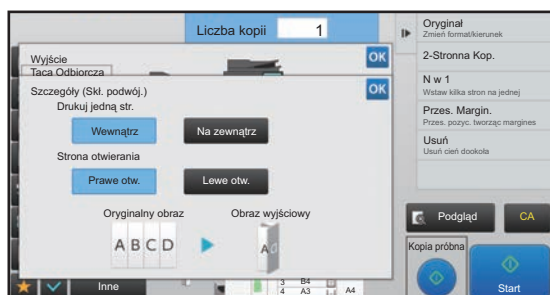 Liczba kopii 1
Wyjście OK
Taca Odbiorcza
Szczegóły (Skł. podwój.) OK
Drukuj jedną str.
Wewnątrz Na zewnątrz
Strona otwierania
Prawe otw. Lewe otw.
Oryginalny obraz Obraz wyjściowy
A B C D
A d
Inne
3 B4
4 A3 A4
Oryginał
Zmień format/kierunek
2-Stronna Kop.
N w 1
Wstaw kilka stron na jednej
Przes. Margin.
Przes. pozyc. tworząc margines
Usuń
Usuń cień dookoła
Podgląd CA
Kopia próbna
Start